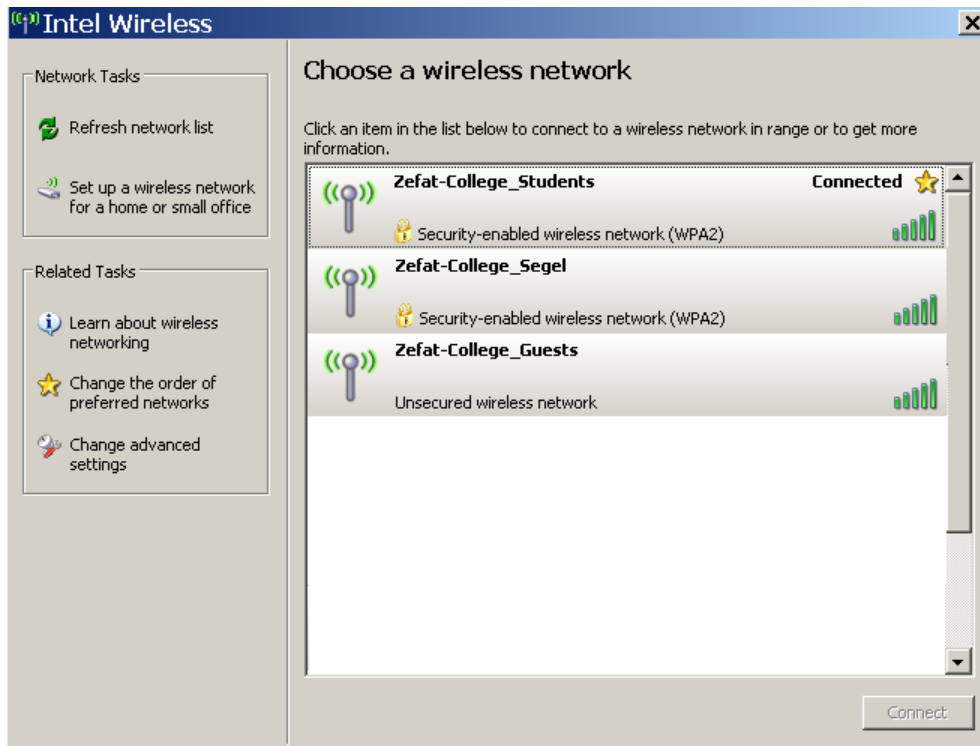 Intel Wireless
Network Tasks
Refresh network list
Set up a wireless network
for a home or small office
Related Tasks
Learn about wireless
networking
Change the order of
preferred networks
Change advanced
settings
Choose a wireless network
Click an item in the list below to connect to a wireless network in range or to get more
information.
Zefat-College_Students Connected
Security-enabled wireless network (WPA2)
Zefat-College_Segel
Security-enabled wireless network (WPA2)
Zefat-College_Guests
Unsecured wireless network
Connect